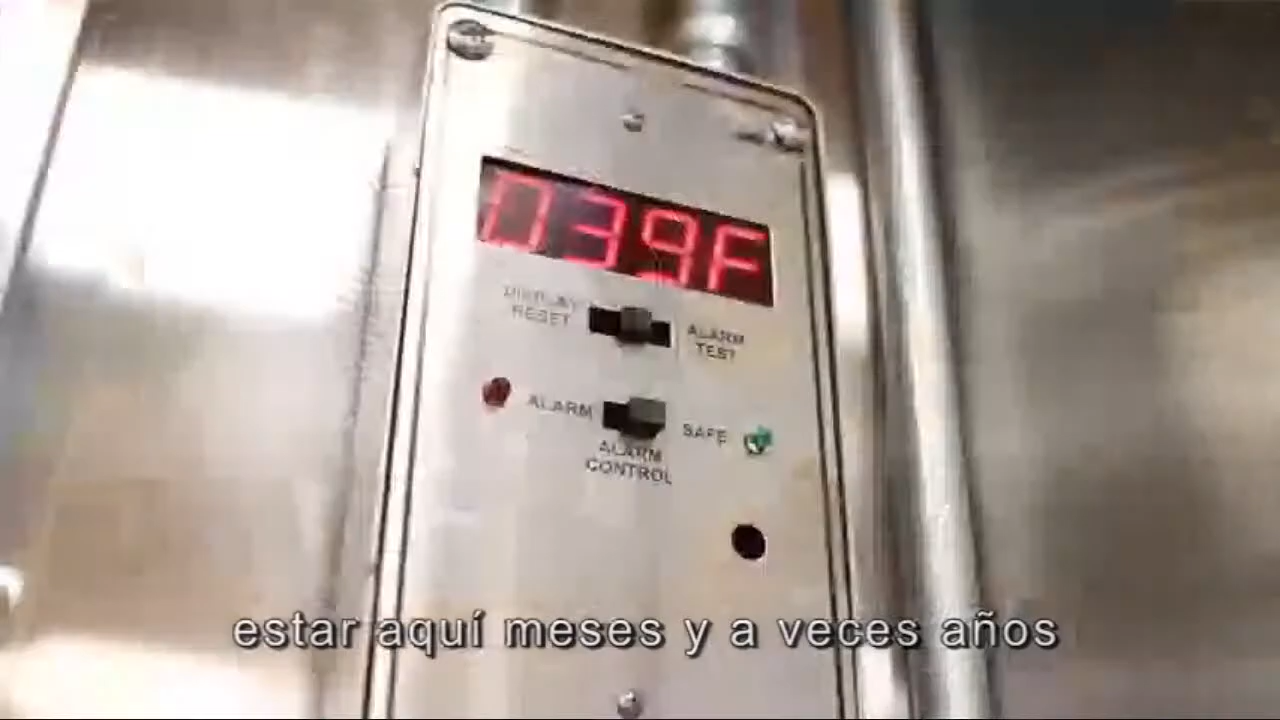 039F
DISPLAY
RESET
ALARM
TEST
ALARM
SAFE
ALARM
CONTROL
estar aquí meses y a veces años